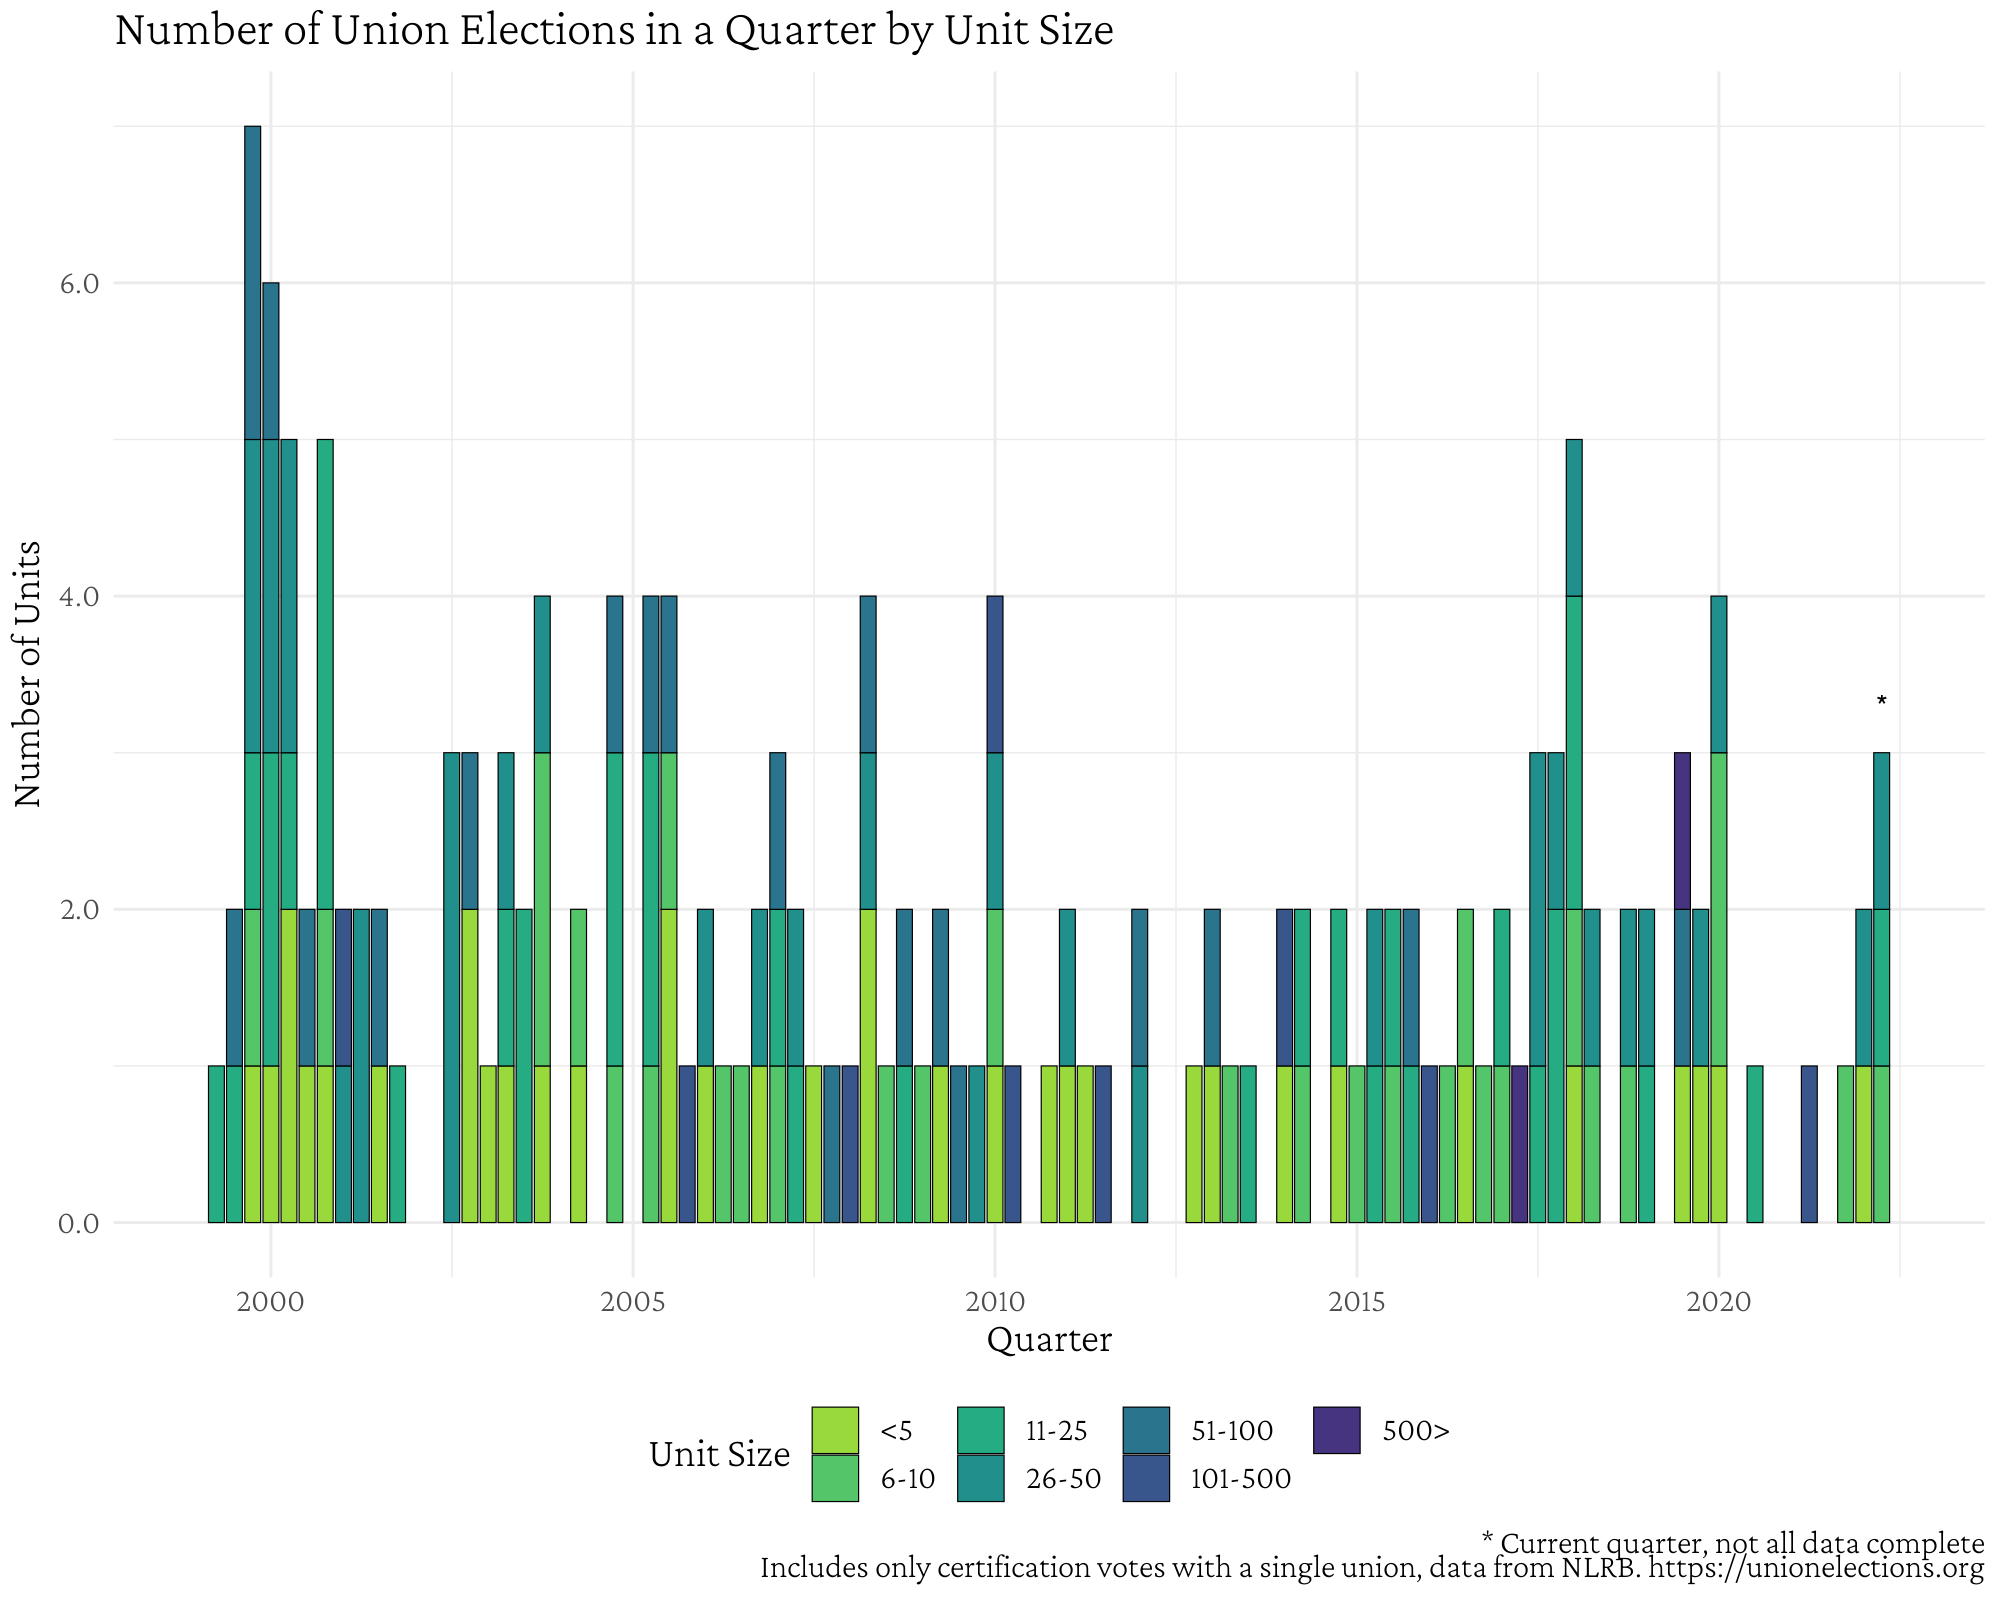 Number of Union Elections in a Quarter by Unit Size
Number of Units
6.0
4.0
2.0
0.0
*
2000 2005 2010 2015 2020
Quarter
Unit Size
<5 11-25 51-100 500>
6-10 26-50 101-500
* Current quarter, not all data complete
Includes only certification votes with a single union, data from NLRB. https://unionelections.org